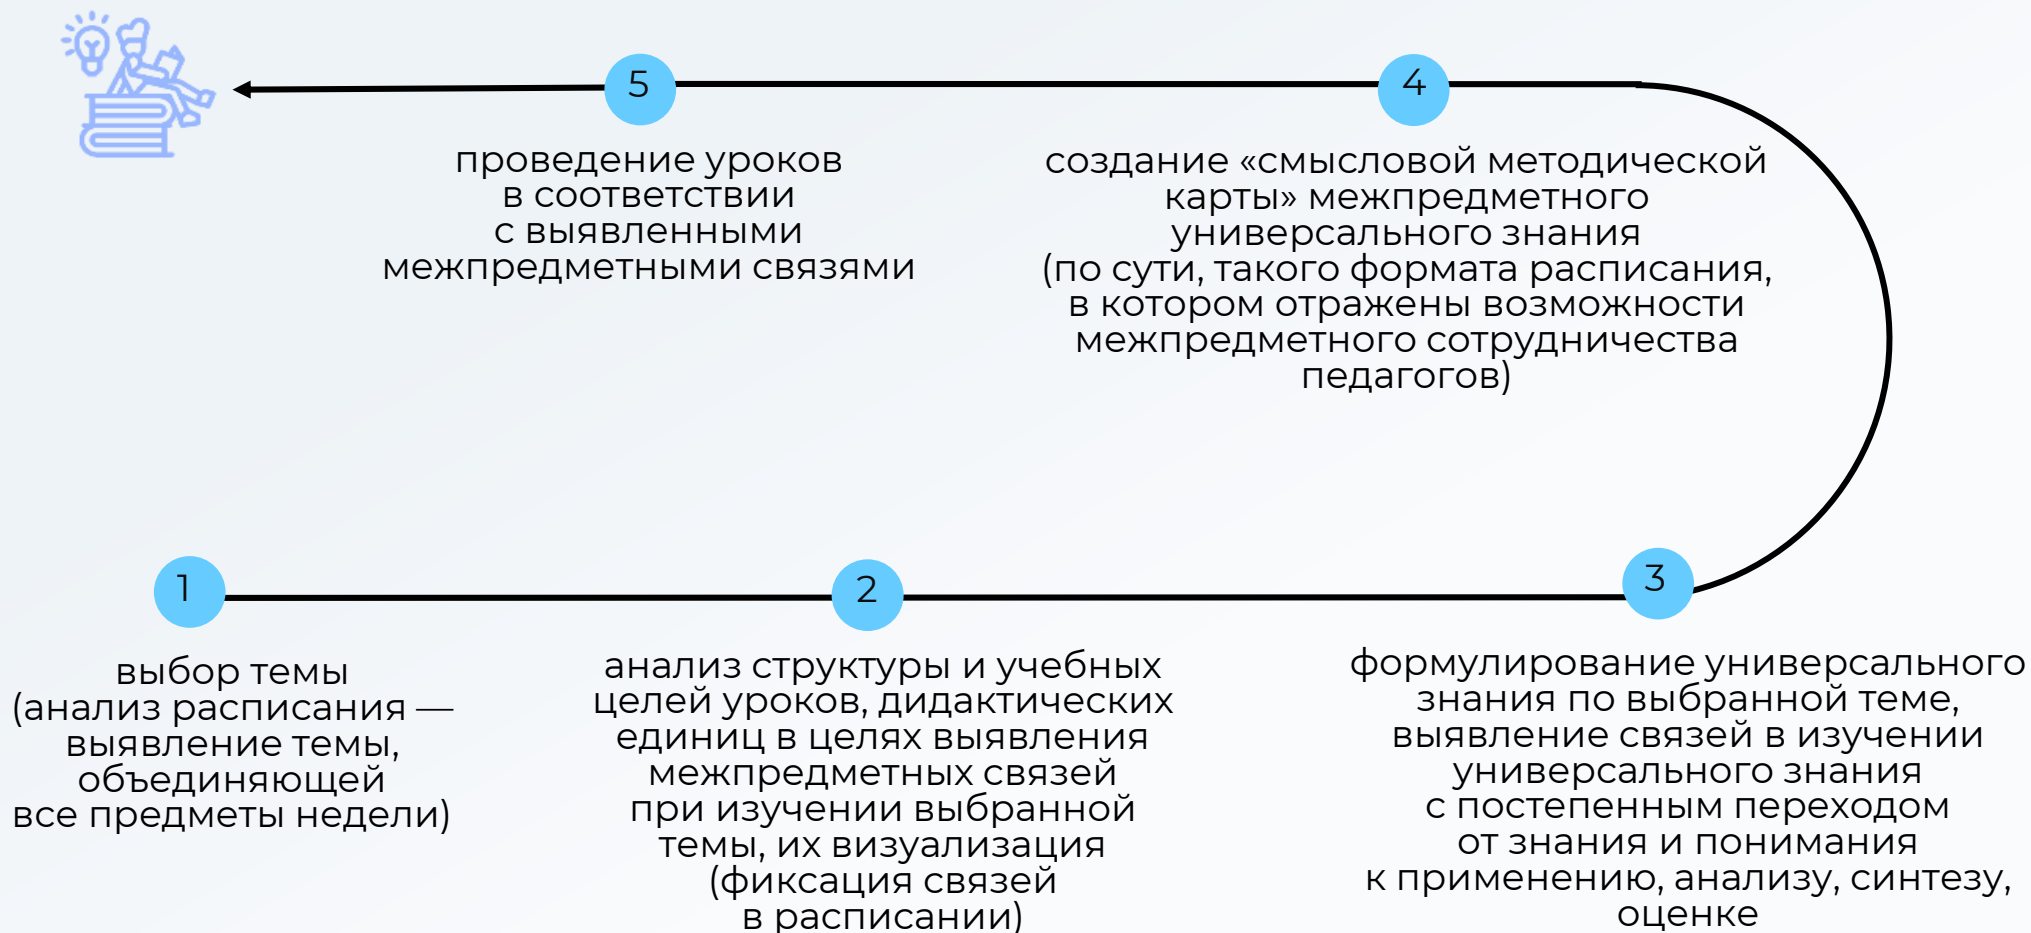 5
проведение уроков
в соответствии
с выявленными
межпредметными связями
4
создание «смысловой методической
карты» межпредметного
универсального знания
(по сути, такого формата расписания,
в котором отражены возможности
межпредметного сотрудничества
педагогов)
1
выбор темы
(анализ расписания —
выявление темы,
объединяющей
все предметы недели)
2
анализ структуры и учебных
целей уроков, дидактических
единиц в целях выявления
межпредметных связей
при изучении выбранной
темы, их визуализация
(фиксация связей
в расписании)
3
формулирование универсального
знания по выбранной теме,
выявление связей в изучении
универсального знания
с постепенным переходом
от знания и понимания
к применению, анализу, синтезу,
оценке